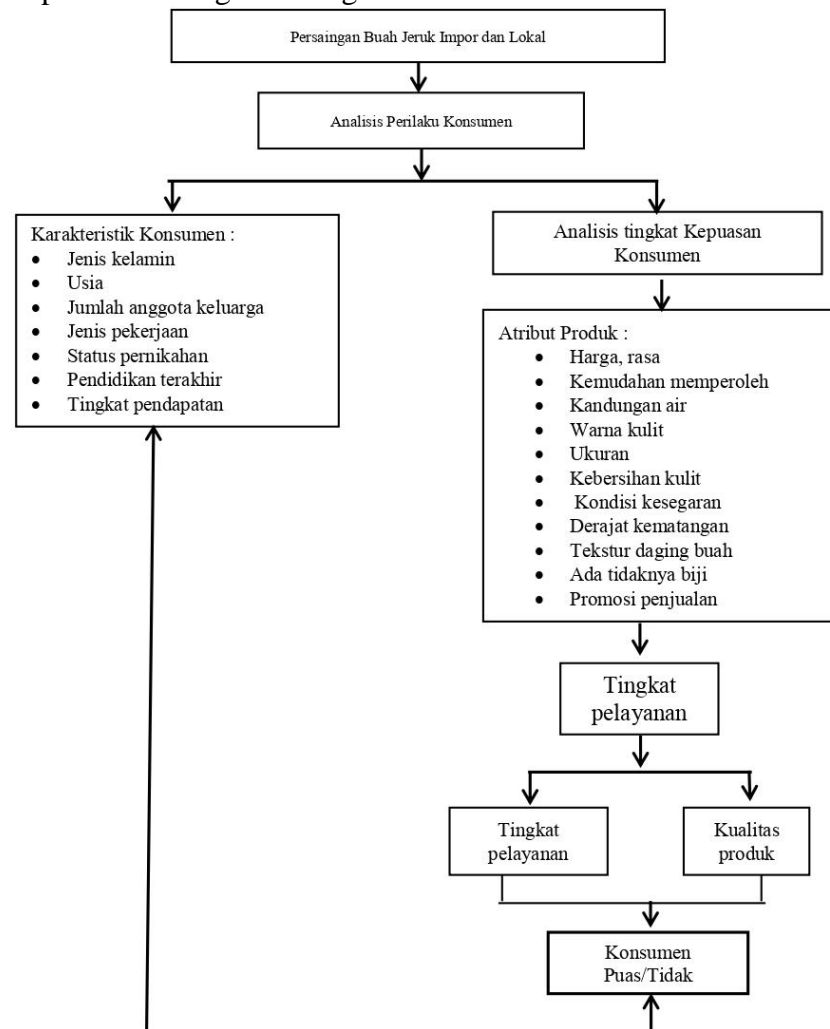 Persaingan Buah Jeruk Impor dan Lokal
Analisis Perilaku Konsumen
Karakteristik Konsumen :
• Jenis kelamin
• Usia
• Jumlah anggota keluarga
• Jenis pekerjaan
• Status pernikahan
• Pendidikan terakhir
• Tingkat pendapatan
Analisis tingkat Kepuasan
Konsumen
Atribut Produk :
• Harga, rasa
• Kemudahan memperoleh
• Kandungan air
• Warna kulit
• Ukuran
• Kebersihan kulit
• Kondisi kesegaran
• Derajat kematangan
• Tekstur daging buah
• Ada tidaknya biji
• Promosi penjualan
Tingkat
pelayanan
Tingkat
pelayanan
Kualitas
produk
Konsumen
Puas/Tidak